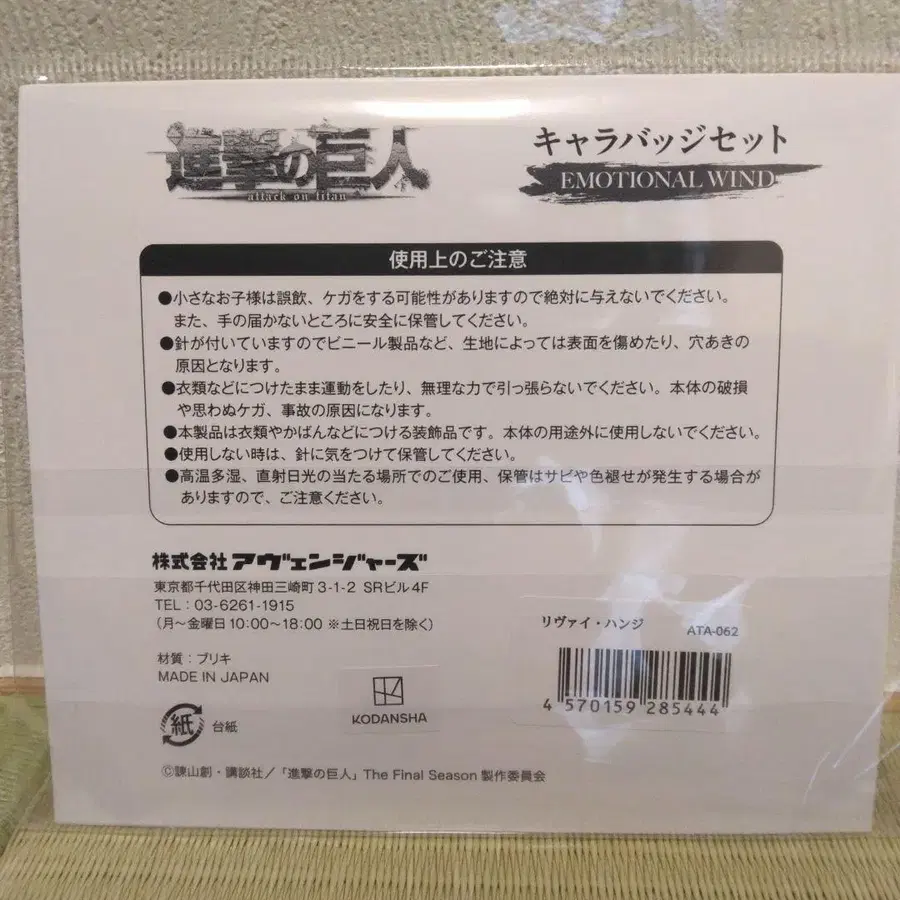 進撃の巨人
attack on titan
キャラバッジセット
EMOTIONAL WIND
使用上のご注意
●小さなお子様は誤飲、ケガをする可能性がありますので絶対に与えないでください。
また、手の届かないところに安全に保管してください。
●針が付いていますのでビニール製品など、生地によっては表面を傷めたり、穴あきの
原因となります。
●衣類などにつけたまま運動をしたり、無理な力で引っ張らないでください。本体の破損
や思わぬケガ、事故の原因になります。
●本製品は衣類やかばんなどにつける装飾品です。本体の用途外に使用しないでください。
●使用しない時は、針に気をつけて保管してください。
●高温多湿、直射日光の当たる場所でのご使用、保管はサビや色褪せが発生する場合が
ありますので、ご注意ください。
株式会社 アヴェンジャーズ
東京都千代田区神田三崎町3-1-2 SRビル4F
TEL：03-6261-1915
（月～金曜日10:00～18:00 ※土日祝日を除く）
材質：ブリキ
MADE IN JAPAN
紙 台紙
KODANSHA
リヴァイ・ハンジ ATA-062
4 570159 285444
©諫山創・講談社／「進撃の巨人」The Final Season 製作委員会